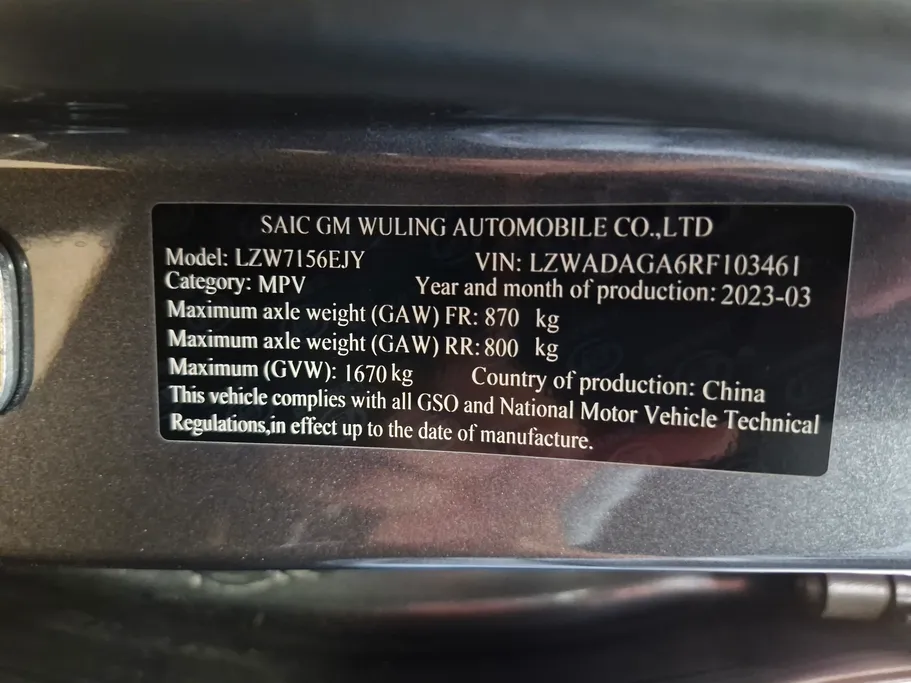 SAIC GM WULING AUTOMOBILE CO.,LTD
Model: LZW7156EJY VIN: LZWADAGA6RF103461
Category: MPV Year and month of production: 2023-03
Maximum axle weight (GAW) FR: 870 kg
Maximum axle weight (GAW) RR: 800 kg
Maximum (GVW): 1670 kg Country of production: China
This vehicle complies with all GSO and National Motor Vehicle Technical
Regulations,in effect up to the date of manufacture.